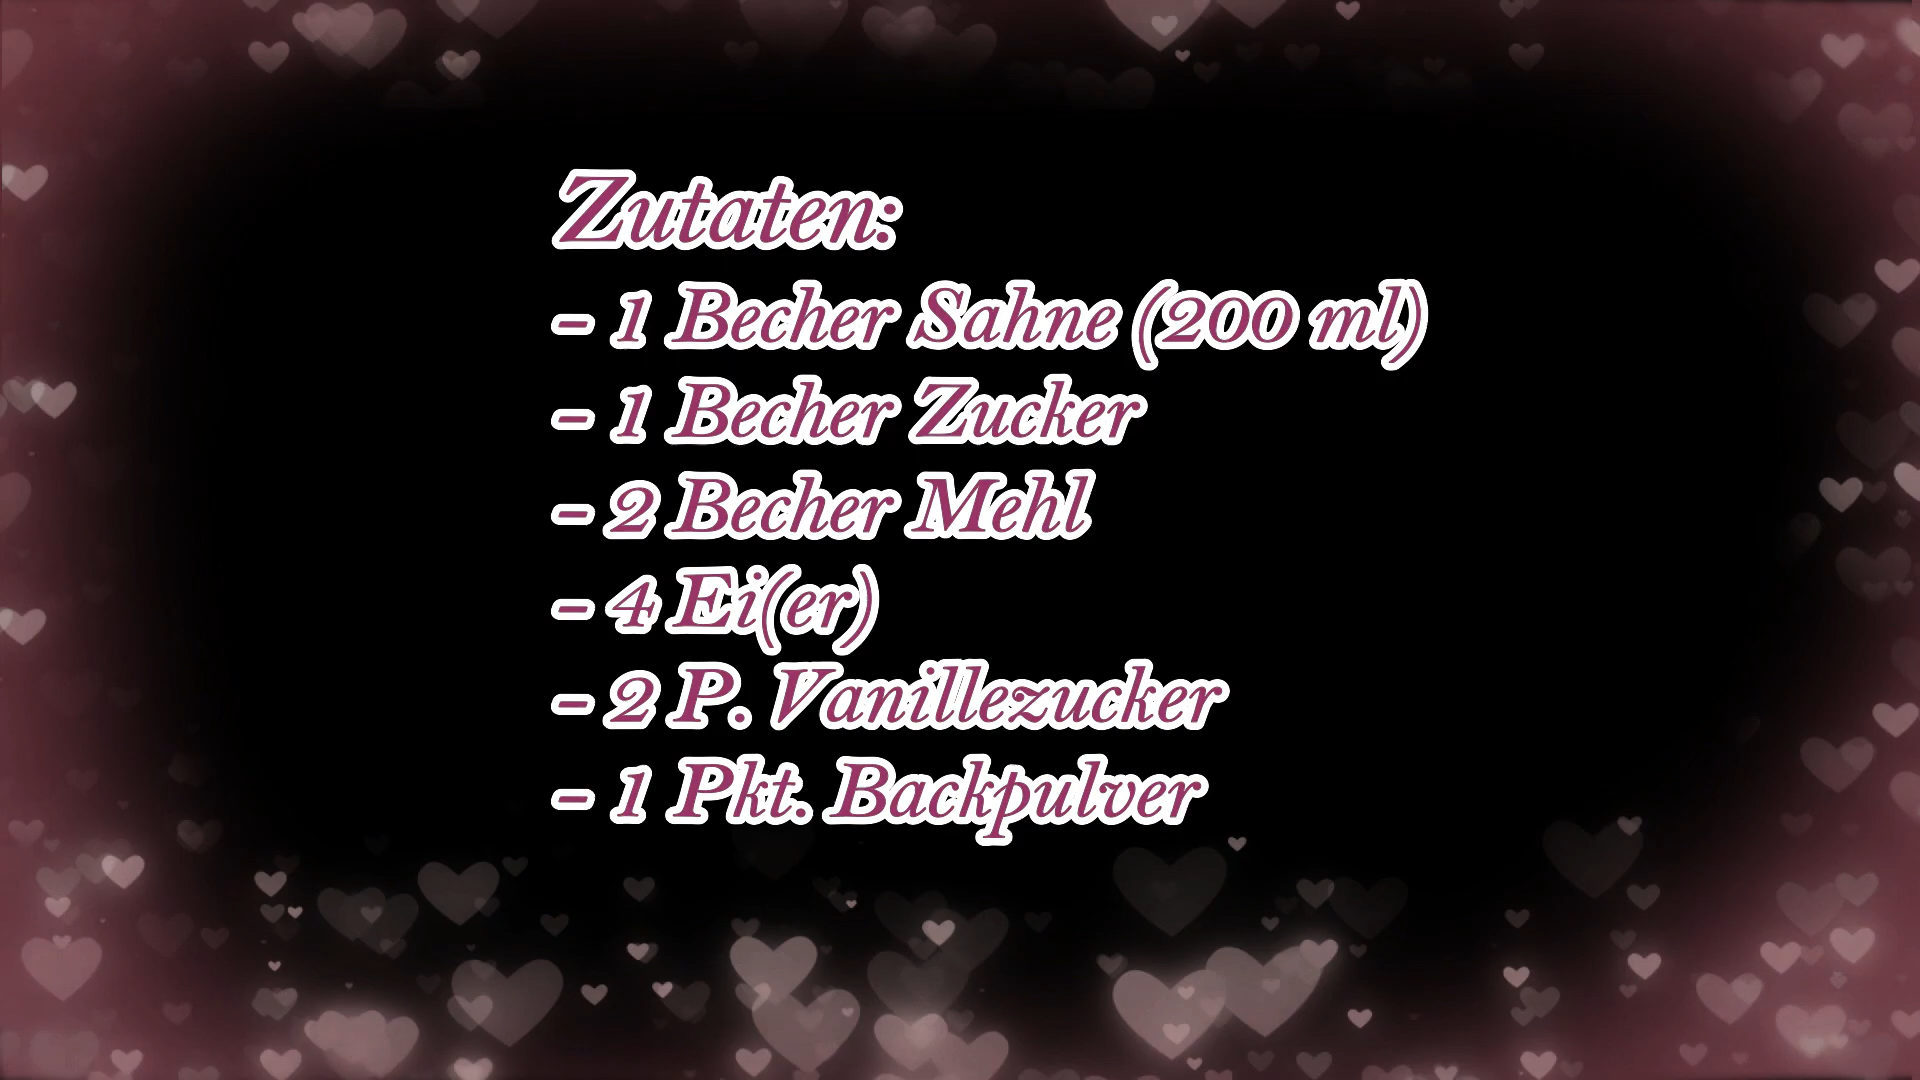 Zutaten:
- 1 Becher Sahne (200 ml)
- 1 Becher Zucker
- 2 Becher Mehl
- 4 Ei(er)
- 2 P. Vanillezucker
- 1 Pkt. Backpulver